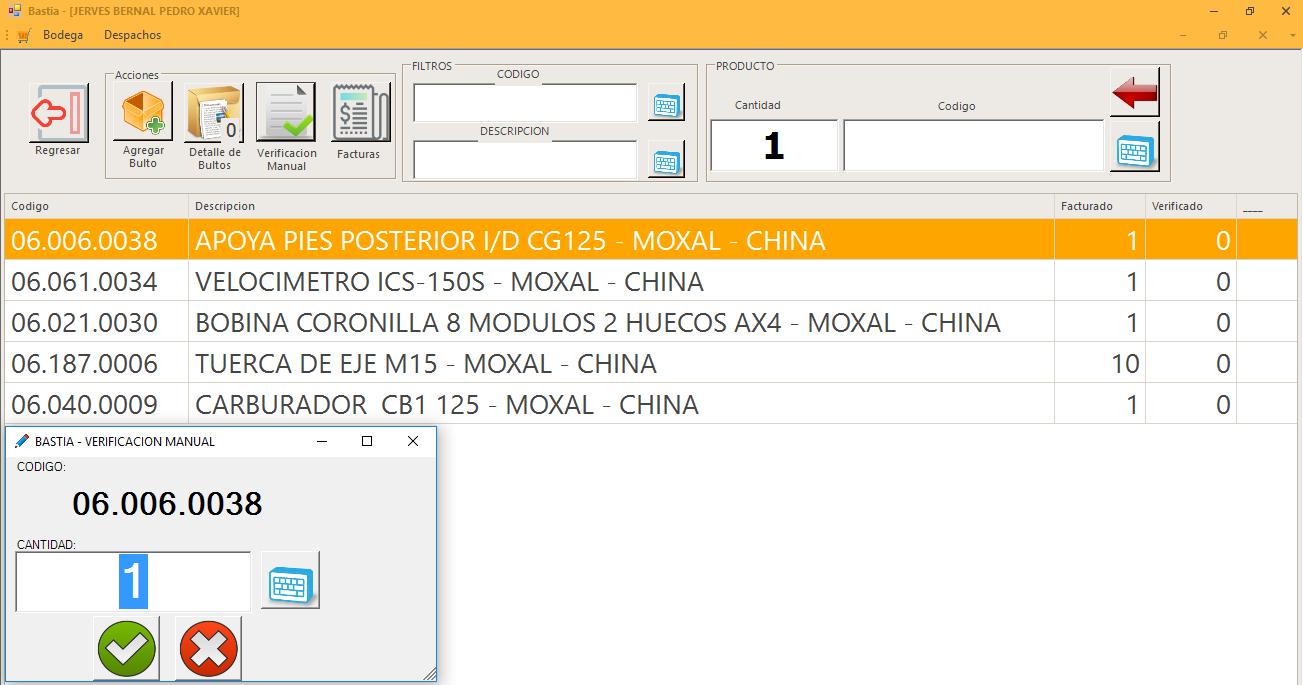 Bastia - [JERVES BERNAL PEDRO XAVIER]
Bodega Despachos
Regresar
Acciones
Agregar Bulto
0
Detalle de Bultos
Verificacion Manual
Facturas
FILTROS
CODIGO
DESCRIPCION
PRODUCTO
Cantidad Codigo
1
Codigo Descripcion Facturado Verificado ____
06.006.0038 APOYA PIES POSTERIOR I/D CG125 - MOXAL - CHINA 1 0
06.061.0034 VELOCIMETRO ICS-150S - MOXAL - CHINA 1 0
06.021.0030 BOBINA CORONILLA 8 MODULOS 2 HUECOS AX4 - MOXAL - CHINA 1 0
06.187.0006 TUERCA DE EJE M15 - MOXAL - CHINA 10 0
06.040.0009 CARBURADOR  CB1 125 - MOXAL - CHINA 1 0
BASTIA - VERIFICACION MANUAL
CODIGO:
06.006.0038
CANTIDAD:
1